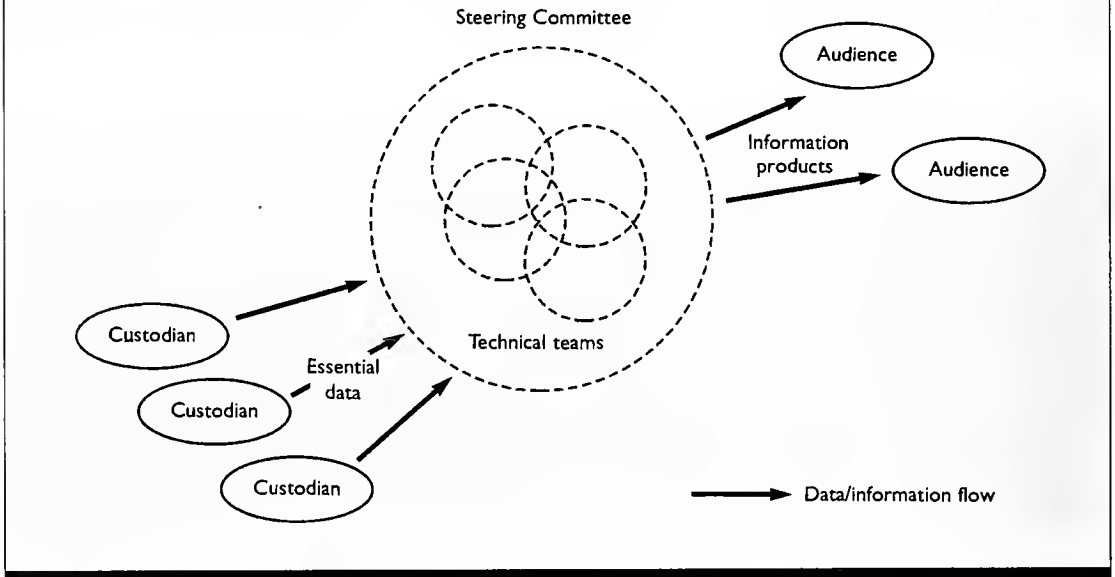 Steering Committee
Audience
Information
products
Audience
Custodian
Technical teams
Essential
data
Custodian
Custodian
Data/information flow